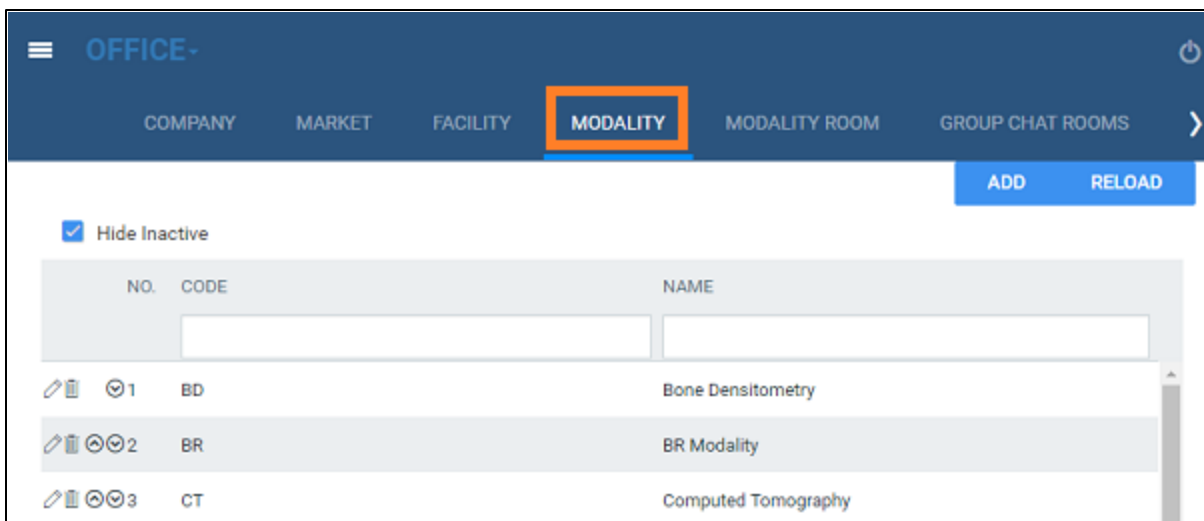 OFFICE
COMPANY MARKET FACILITY MODALITY MODALITY ROOM GROUP CHAT ROOMS
ADD RELOAD
Hide Inactive
NO. CODE NAME
1 BD Bone Densitometry
2 BR BR Modality
3 CT Computed Tomography